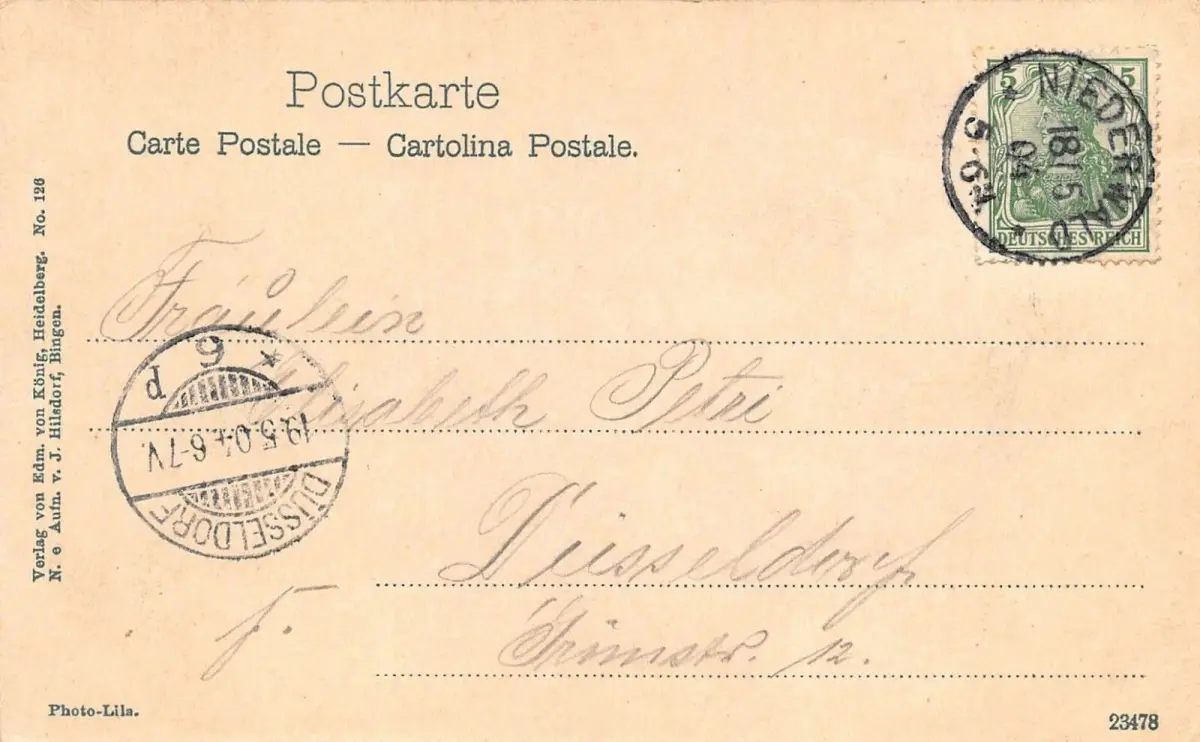 Postkarte
Carte Postale — Cartolina Postale.
5 5
DEUTSCHES REICH
NIEDERWALD
18 5
04
5-6N
Verlag von Edm. von König, Heidelberg. No. 126
N. e Aufn. v. J. Hilsdorf, Bingen.
Fräulein
Elisabeth Petri
6 p
19.5.04.6-7V.
DÜSSELDORF
Düsseldorf
12.
Photo-Lila.
23478